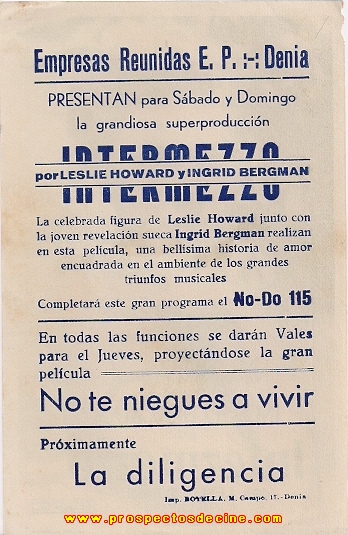 Empresas Reunidas E. P. :-: Denia
PRESENTAN para Sábado y Domingo
la grandiosa superproducción
INTERMEZZO
por LESLIE HOWARD y INGRID BERGMAN
La celebrada figura de Leslie Howard junto con
la joven revelación sueca Ingrid Bergman realizan
en esta película, una bellísima historia de amor
encuadrada en el ambiente de los grandes
triunfos musicales
Completará este gran programa el No-Do 115
En todas las funciones se darán Vales
para el Jueves, proyectándose la gran
película
No te niegues a vivir
Próximamente
La diligencia
Imp. BOTELLA, M. Campo, 17.-Denia
www.prospectosdecine.com